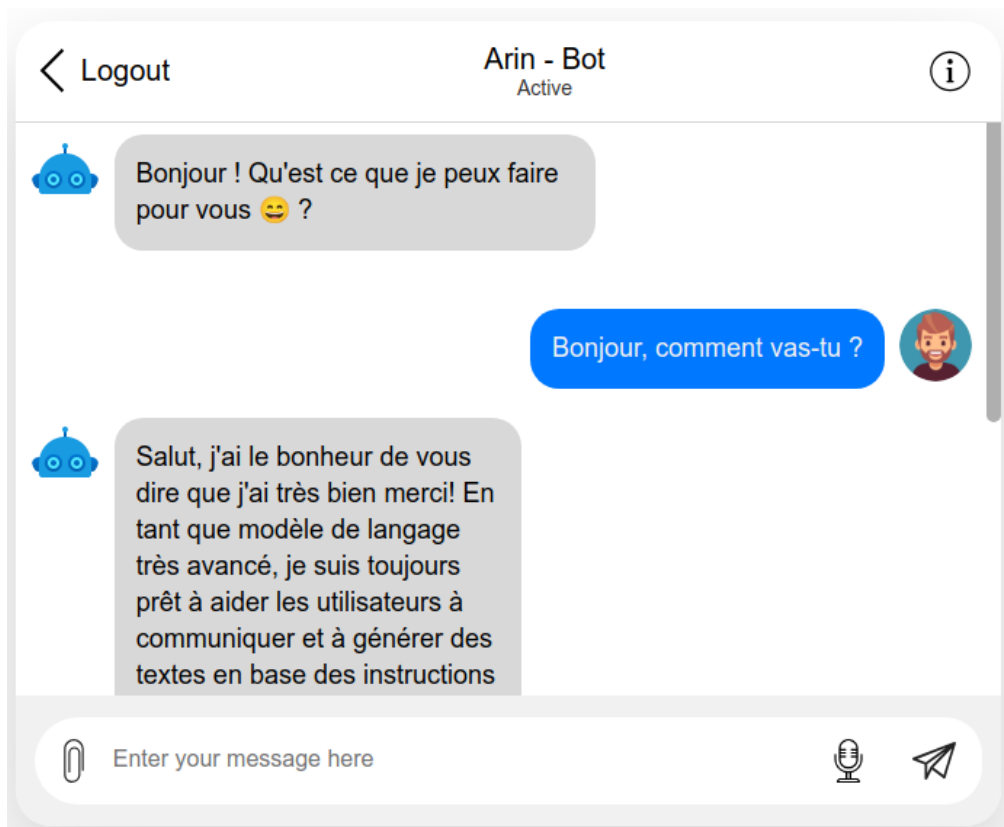 Logout
Arin - Bot
Active
Bonjour ! Qu'est ce que je peux faire
pour vous 😄 ?
Bonjour, comment vas-tu ?
Salut, j'ai le bonheur de vous
dire que j'ai très bien merci! En
tant que modèle de langage
très avancé, je suis toujours
prêt à aider les utilisateurs à
communiquer et à générer des
textes en base des instructions
Enter your message here